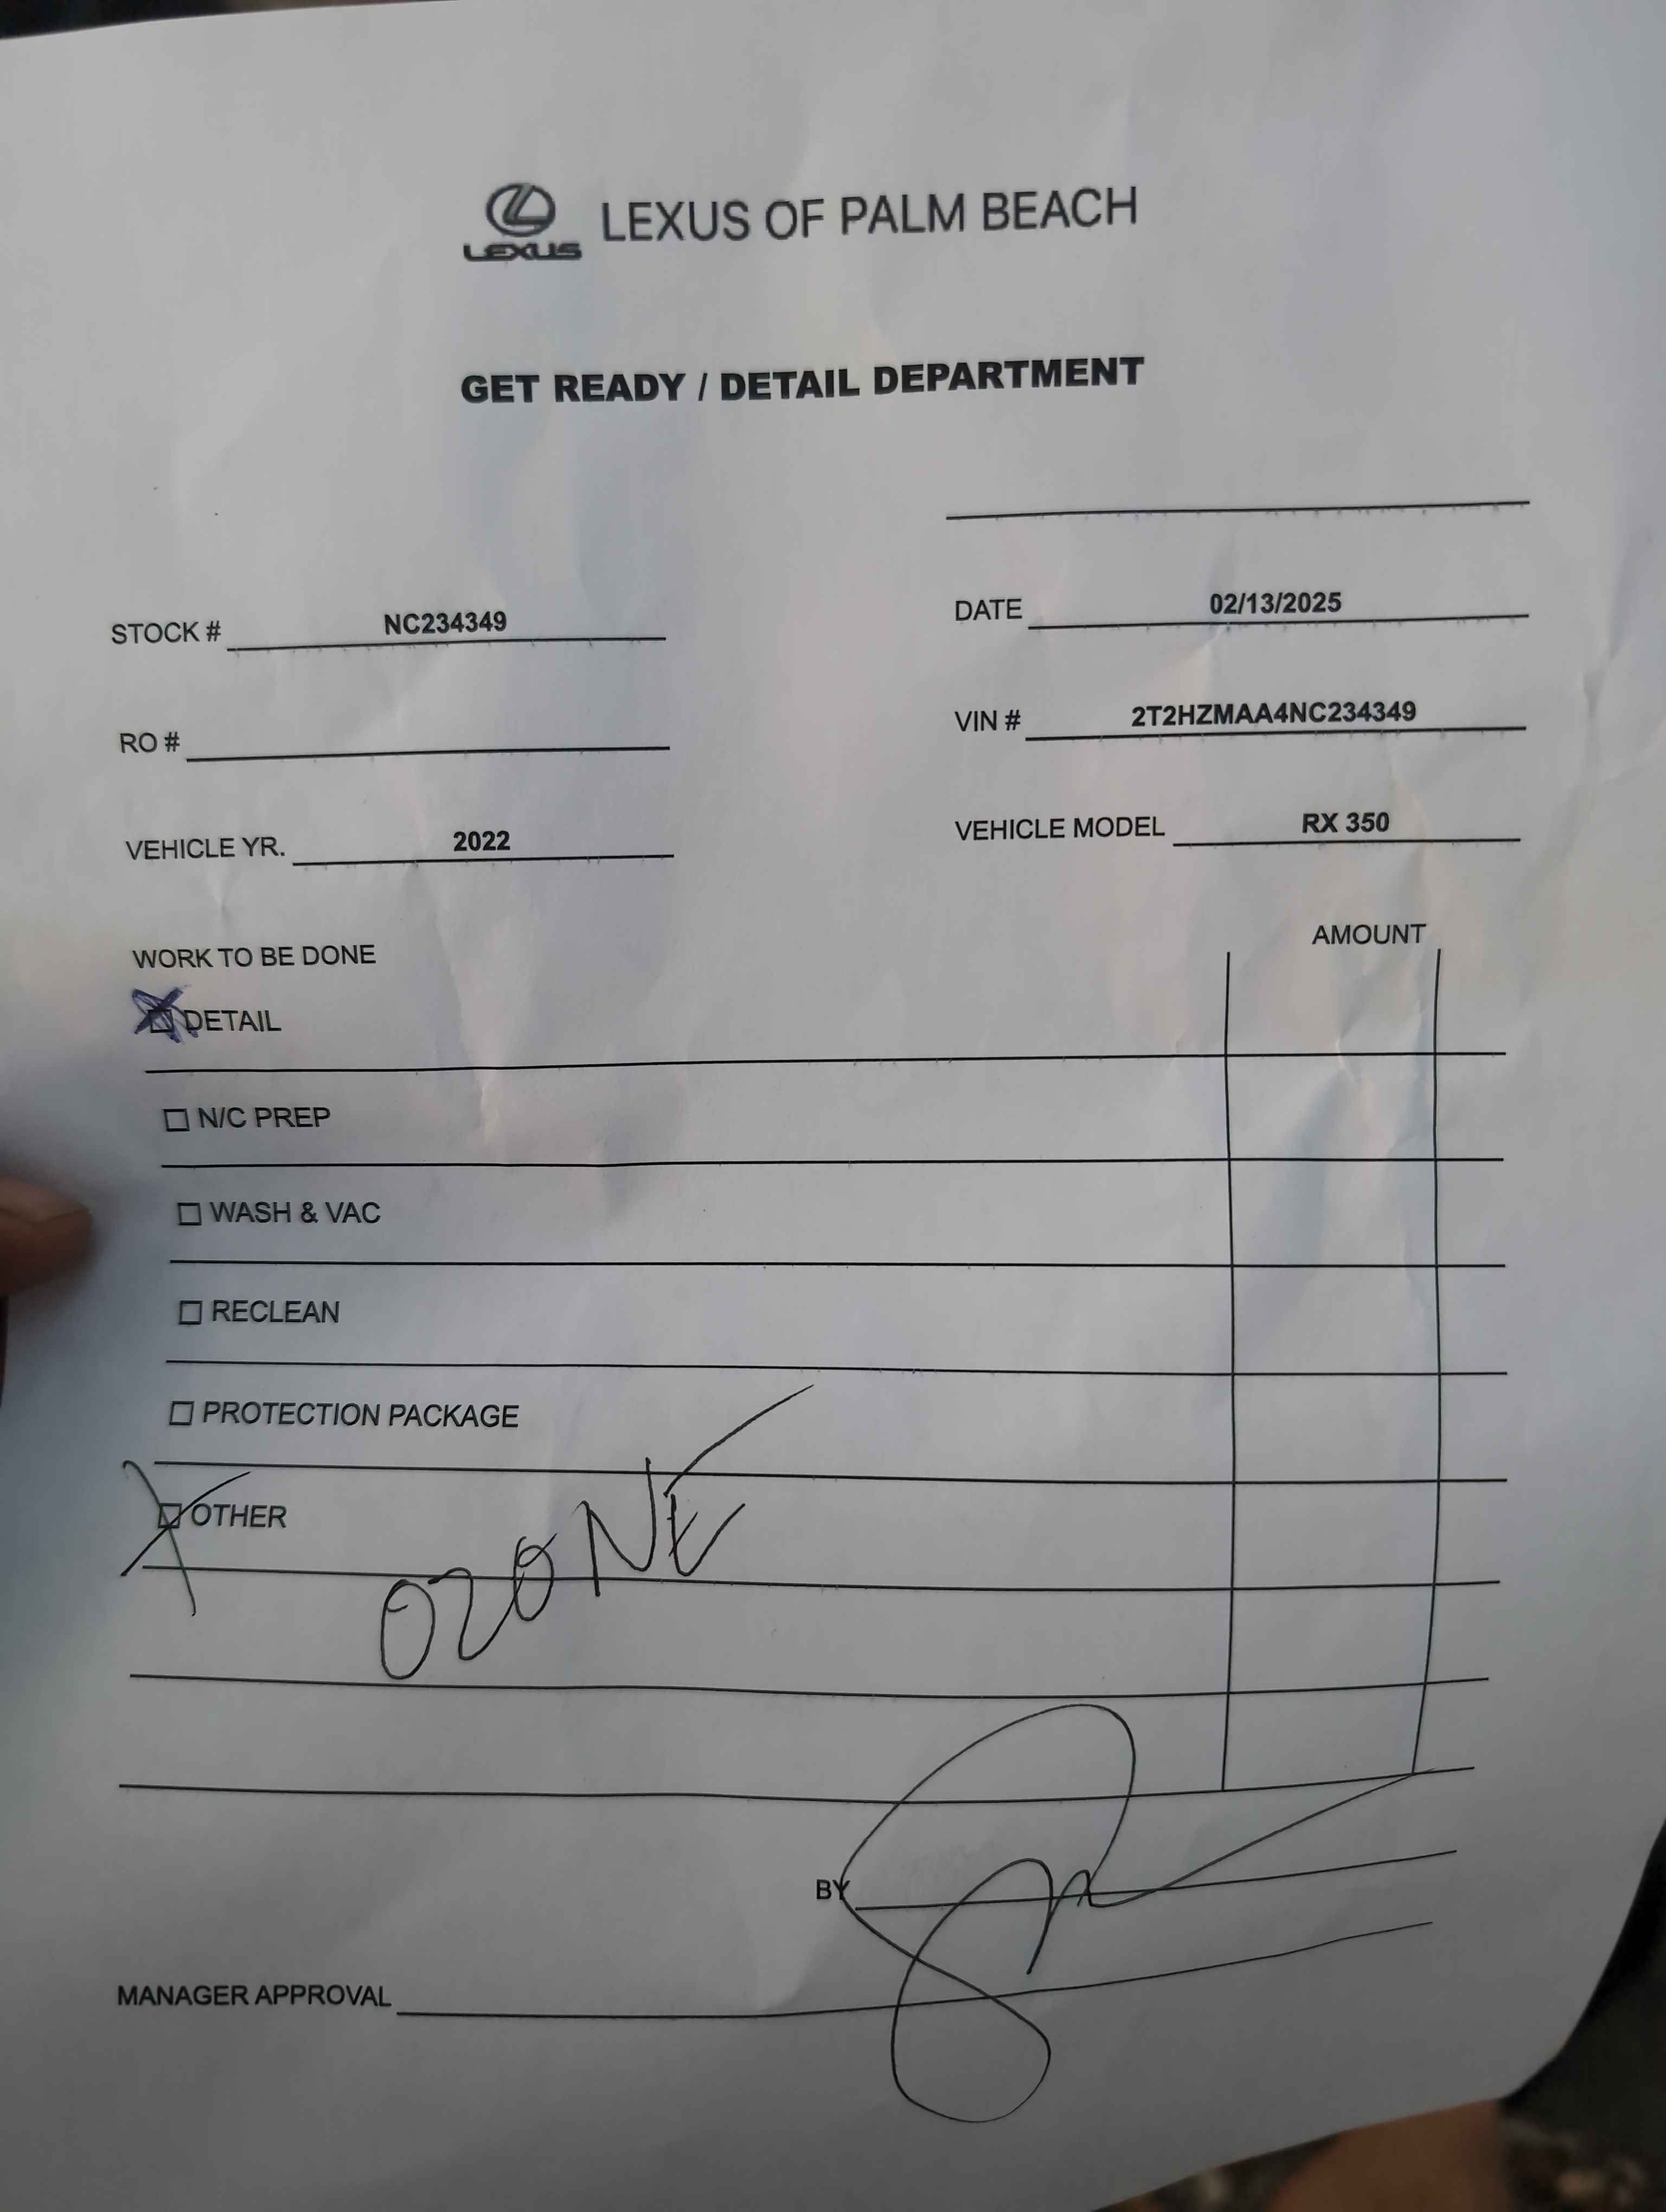 LEXUS LEXUS OF PALM BEACH
GET READY / DETAIL DEPARTMENT
STOCK # NC234349
DATE 02/13/2025
RO #
VIN # 2T2HZMAA4NC234349
VEHICLE YR. 2022
VEHICLE MODEL RX 350
WORK TO BE DONE
AMOUNT
DETAIL
N/C PREP
WASH & VAC
RECLEAN
PROTECTION PACKAGE
OTHER
OZONE
BY
MANAGER APPROVAL